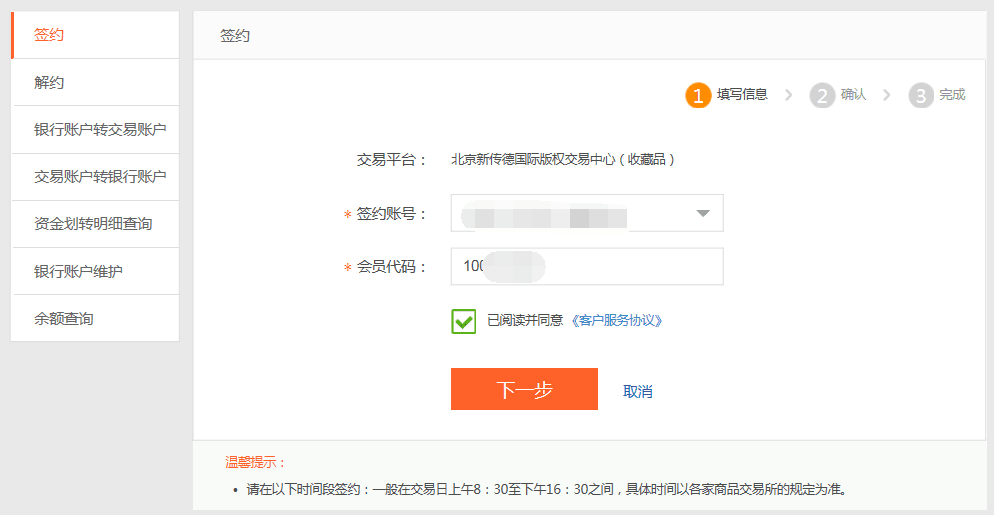 签约
解约
银行账户转交易账户
交易账户转银行账户
资金划转明细查询
银行账户维护
余额查询
签约
1 填写信息 2 确认 3 完成
交易平台： 北京新传德国际版权交易中心（收藏品）
* 签约账号：
* 会员代码： 100
已阅读并同意 《客户服务协议》
下一步 取消
温馨提示：
• 请在以下时间段签约：一般在交易日上午8：30至下午16：30之间，具体时间以各家商品交易所的规定为准。